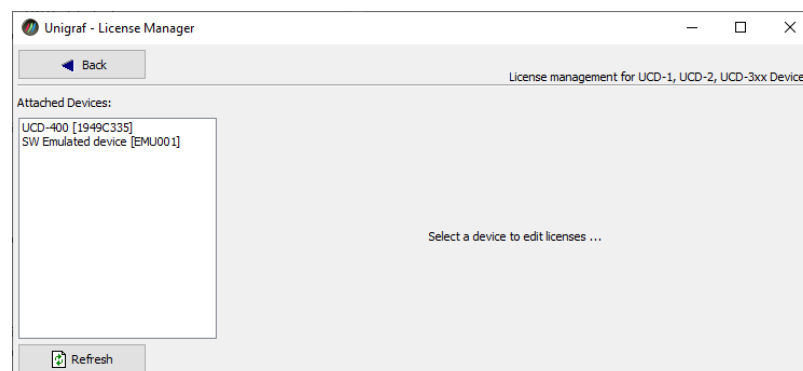 Unigraf - License Manager
Back
License management for UCD-1, UCD-2, UCD-3xx Device
Attached Devices:
UCD-400 [1949C335]
SW Emulated device [EMU001]
Select a device to edit licenses ...
Refresh